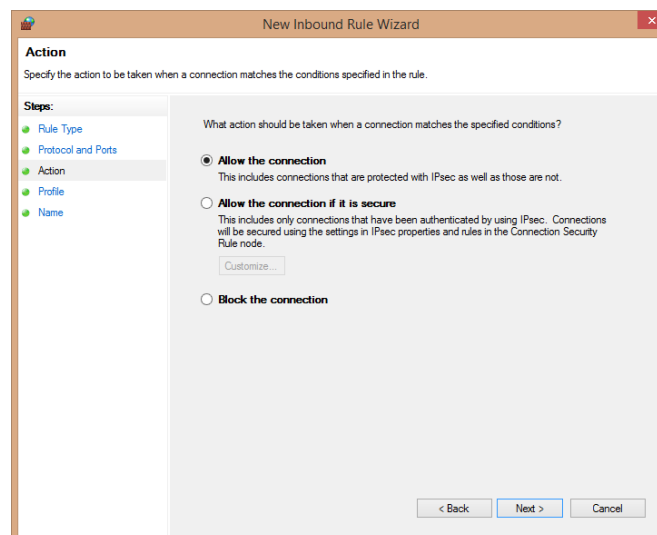 New Inbound Rule Wizard
Action
Specify the action to be taken when a connection matches the conditions specified in the rule.
Steps:
Rule Type
Protocol and Ports
Action
Profile
Name
What action should be taken when a connection matches the specified conditions?
Allow the connection
This includes connections that are protected with IPsec as well as those are not.
Allow the connection if it is secure
This includes only connections that have been authenticated by using IPsec. Connections
will be secured using the settings in IPsec properties and rules in the Connection Security
Rule node.
Customize...
Block the connection
< Back Next > Cancel